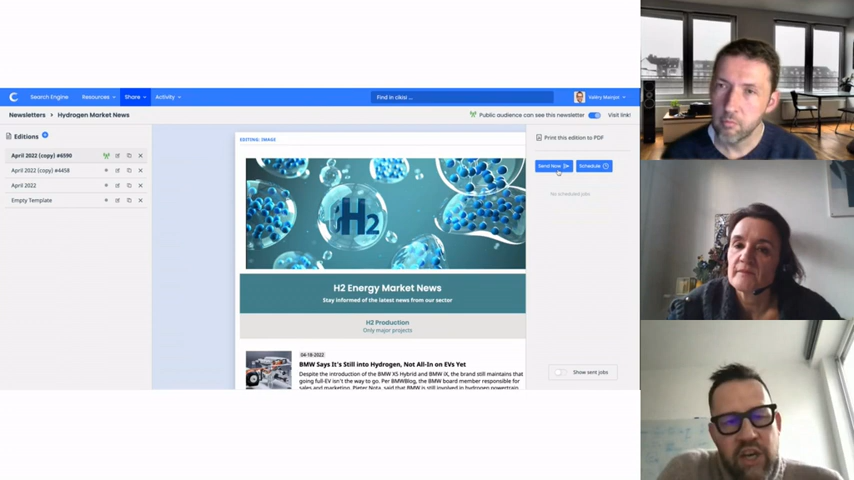 Search Engine Resources Share Activity Find in cikisi ... Valéry Mainjot
Newsletters > Hydrogen Market News Public audience can see this newsletter Visit link!
Editions
EDITING: IMAGE
Print this edition to PDF
April 2022 (copy) #6590
April 2022 (copy) #4458
April 2022
Empty Template
Send Now Schedule
No scheduled jobs
H2
H2 Energy Market News
Stay informed of the latest news from our sector
H2 Production
Only major projects
04-18-2022
BMW Says It's Still into Hydrogen, Not All-In on EVs Yet
Despite the introduction of the BMW X5 Hybrid and BMW iX, the brand still maintains that
going full-EV isn't the way to go. Per BMWBlog, the BMW board member responsible for
sales and marketing, Pieter Nota, said that BMW is still involved in hydrogen powertrain
Show sent jobs